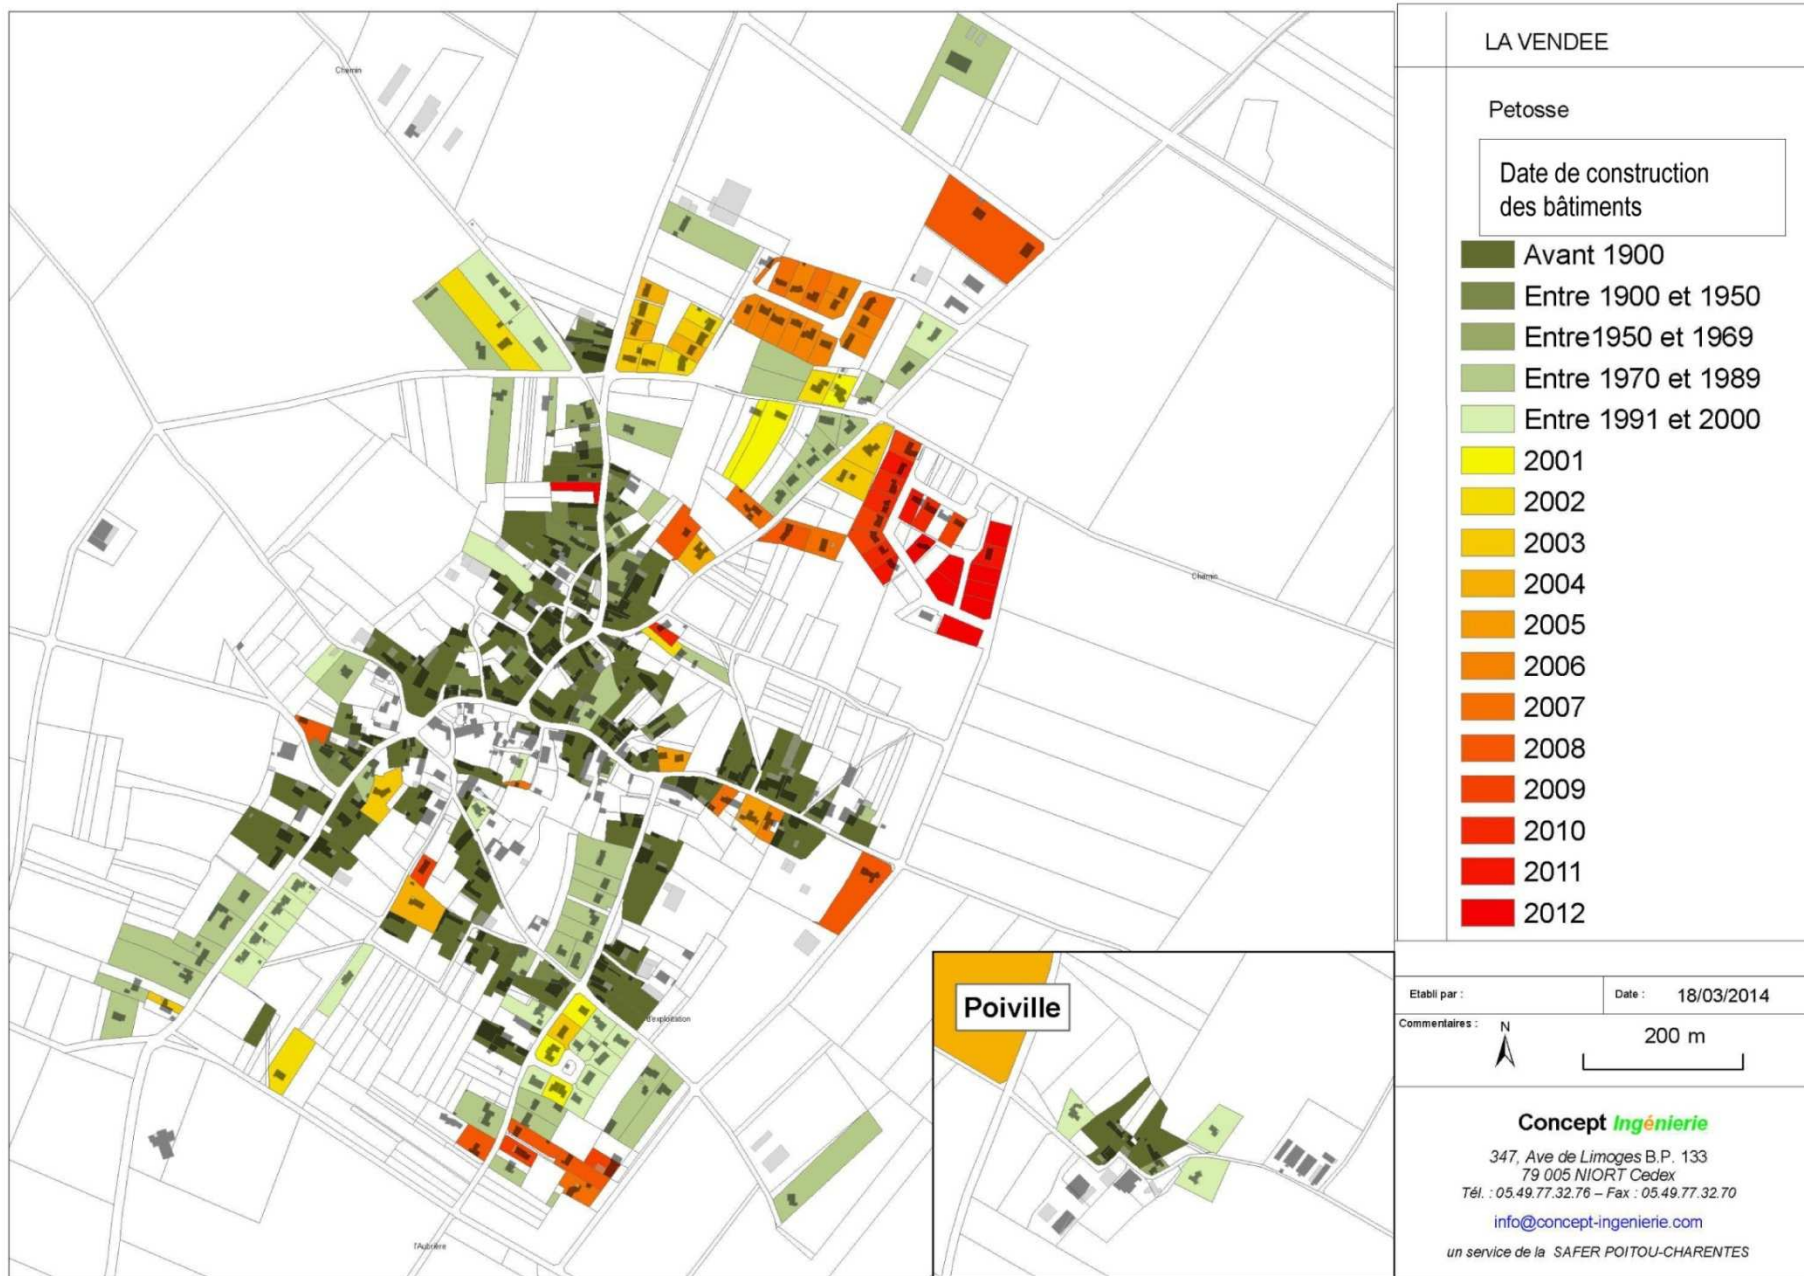 Chemin
Chemin
d'exploitation
l'Aubrière
Poiville
LA VENDEE
Petosse
Date de construction
des bâtiments
Avant 1900
Entre 1900 et 1950
Entre1950 et 1969
Entre 1970 et 1989
Entre 1991 et 2000
2001
2002
2003
2004
2005
2006
2007
2008
2009
2010
2011
2012
Etabli par :
Date : 18/03/2014
Commentaires :
N
200 m
Concept Ingénierie
347, Ave de Limoges B.P. 133
79 005 NIORT Cedex
Tél. : 05.49.77.32.76 – Fax : 05.49.77.32.70
info@concept-ingenierie.com
un service de la SAFER POITOU-CHARENTES